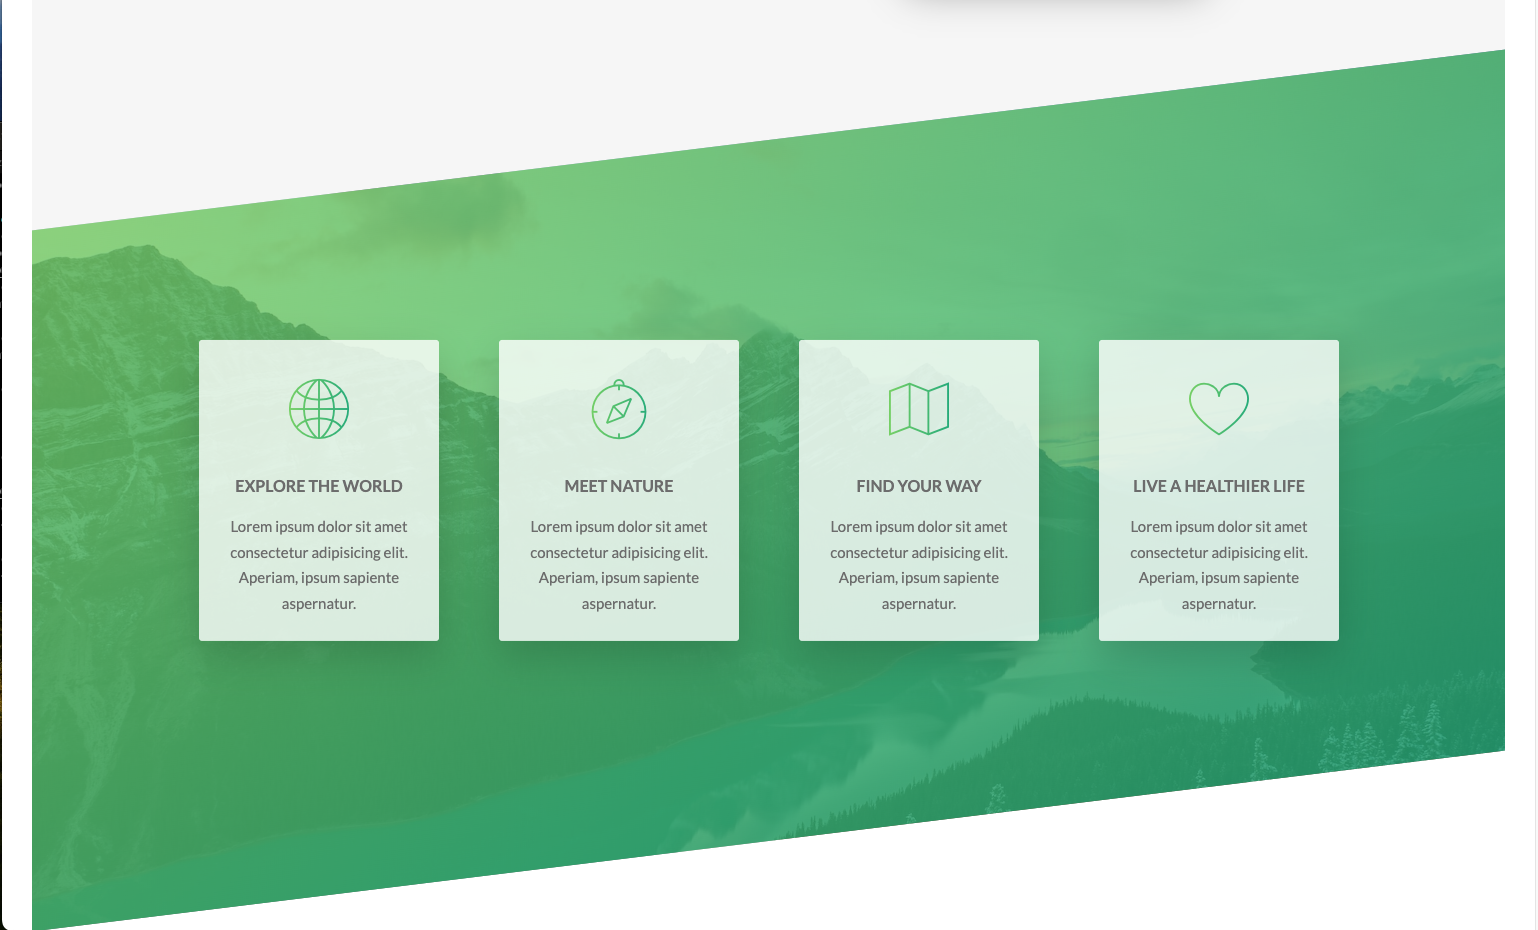 EXPLORE THE WORLD
Lorem ipsum dolor sit amet
consectetur adipisicing elit.
Aperiam, ipsum sapiente
aspernatur.
MEET NATURE
Lorem ipsum dolor sit amet
consectetur adipisicing elit.
Aperiam, ipsum sapiente
aspernatur.
FIND YOUR WAY
Lorem ipsum dolor sit amet
consectetur adipisicing elit.
Aperiam, ipsum sapiente
aspernatur.
LIVE A HEALTHIER LIFE
Lorem ipsum dolor sit amet
consectetur adipisicing elit.
Aperiam, ipsum sapiente
aspernatur.